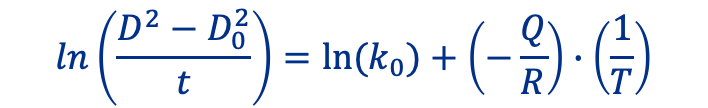 ln((D² − D₀²)/t) = ln(k₀) + (−Q/R) · (1/T)